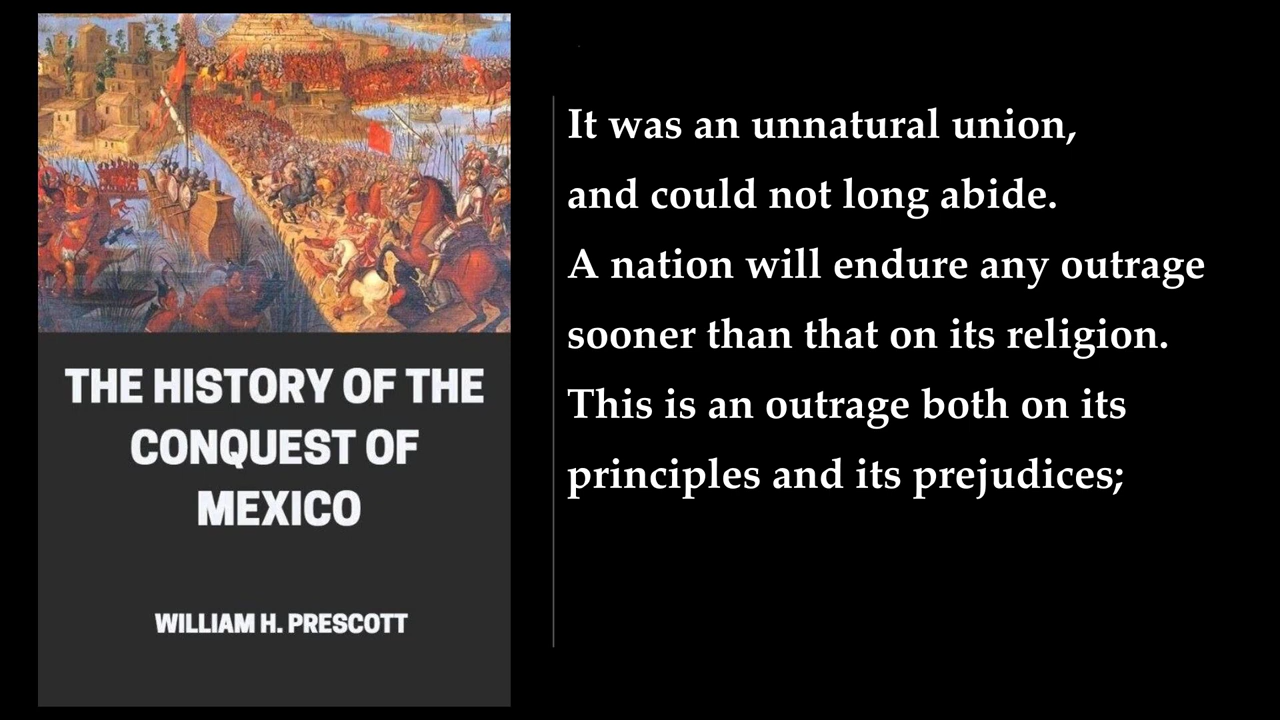 THE HISTORY OF THE
CONQUEST OF
MEXICO
WILLIAM H. PRESCOTT
It was an unnatural union,
and could not long abide.
A nation will endure any outrage
sooner than that on its religion.
This is an outrage both on its
principles and its prejudices;